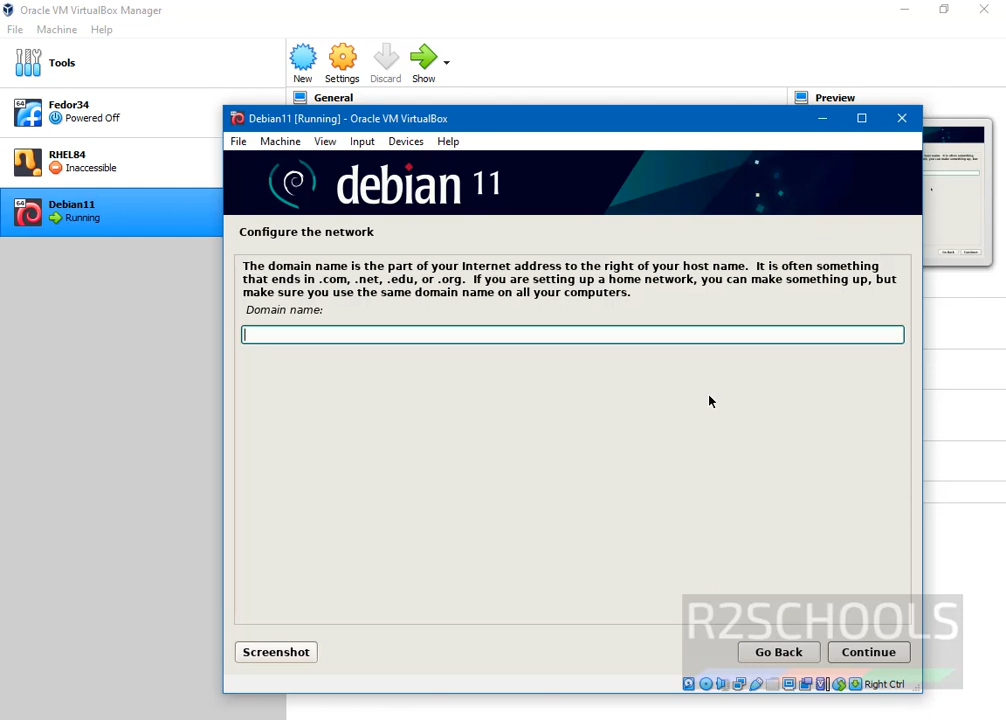 Oracle VM VirtualBox Manager
File Machine Help
Tools
New Settings Discard Show
64 Fedor34
Powered Off
RHEL84
Inaccessible
64 Debian11
Running
General
Preview
Debian11 [Running] - Oracle VM VirtualBox
File Machine View Input Devices Help
debian 11
Configure the network
The domain name is the part of your Internet address to the right of your host name. It is often something
that ends in .com, .net, .edu, or .org. If you are setting up a home network, you can make something up, but
make sure you use the same domain name on all your computers.
Domain name:
Screenshot
Go Back
Continue
R2SCHOOLS
Right Ctrl